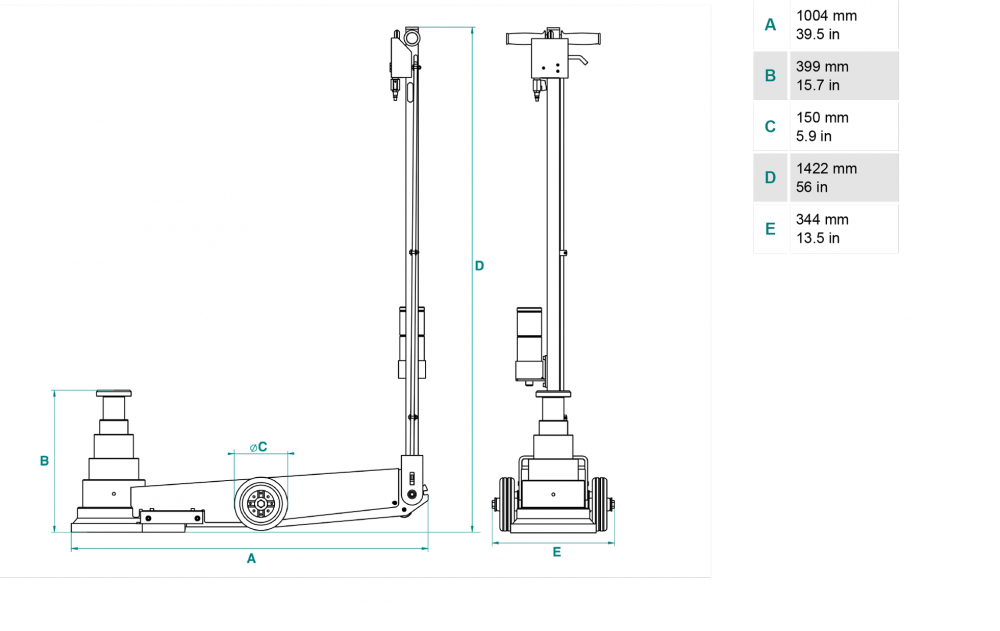 A
1004 mm
39.5 in
B
399 mm
15.7 in
C
150 mm
5.9 in
D
1422 mm
56 in
E
344 mm
13.5 in
D
B
⌀C
A
E